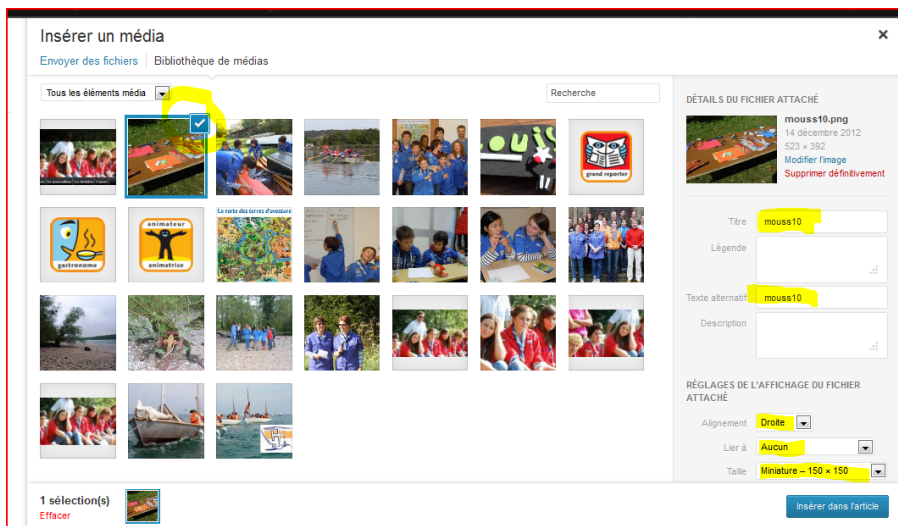 Insérer un média
Envoyer des fichiers
Bibliothèque de médias
Tous les éléments média
Recherche
Louis
grand reporter
gastronome
animateur
animatrice
La carte des terres d'aventure
DÉTAILS DU FICHIER ATTACHÉ
mouss10.png
14 décembre 2012
523 × 392
Modifier l'image
Supprimer définitivement
Titre mouss10
Légende
Texte alternatif mouss10
Description
RÉGLAGES DE L'AFFICHAGE DU FICHIER
ATTACHÉ
Alignement Droite
Lier à Aucun
Taille Miniature – 150 × 150
1 sélection(s)
Effacer
Insérer dans l'article